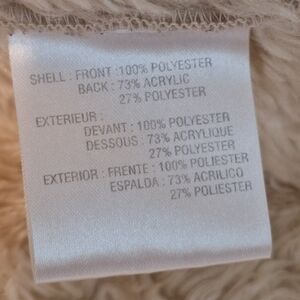 SHELL : FRONT :100% POLYESTER
BACK : 73% ACRYLIC
27% POLYESTER
EXTERIEUR :
DEVANT : 100% POLYESTER
DESSOUS : 73% ACRYLIQUE
27% POLYESTER
EXTERIOR : FRENTE : 100% POLIESTER
ESPALDA : 73% ACRILICO
27% POLIESTER